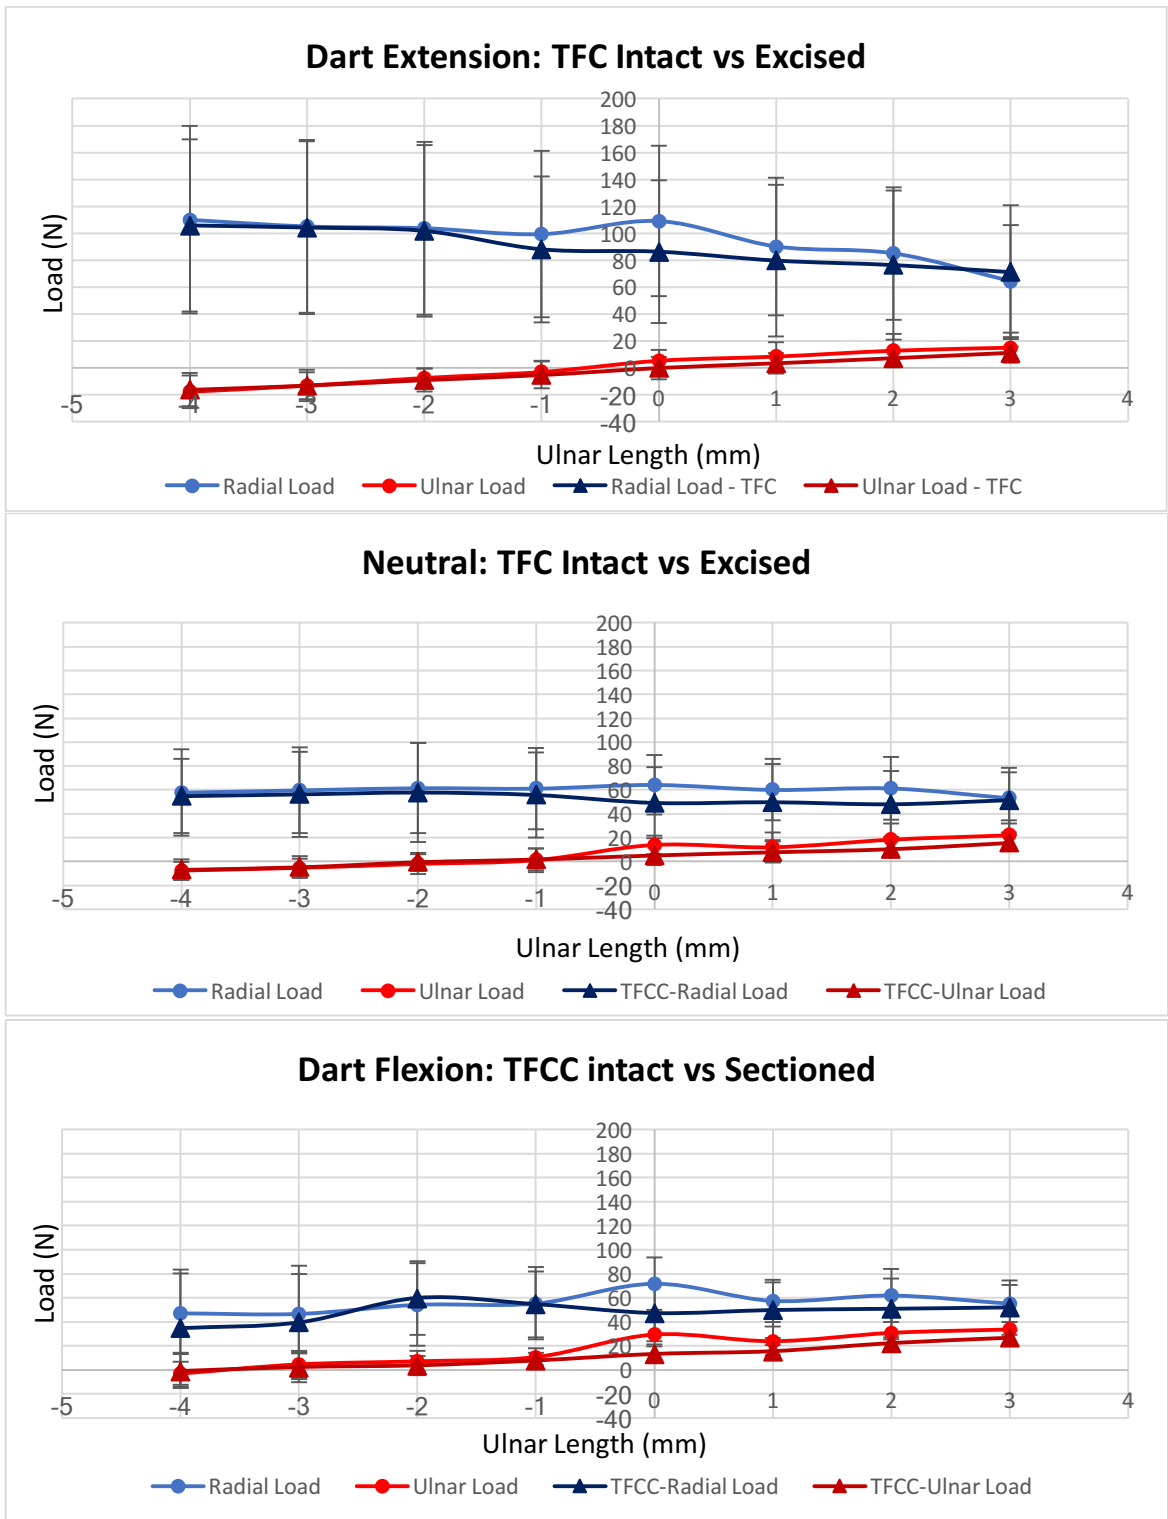 Dart Extension: TFC Intact vs Excised
200
180
160
140
120
100
80
60
40
20
0
-20
-40
-5 -4 -3 -2 -1 0 1 2 3 4
Load (N)
Ulnar Length (mm)
Radial Load Ulnar Load Radial Load - TFC Ulnar Load - TFC
Neutral: TFC Intact vs Excised
200
180
160
140
120
100
80
60
40
20
0
-20
-40
-5 -4 -3 -2 -1 0 1 2 3 4
Load (N)
Ulnar Length (mm)
Radial Load Ulnar Load TFCC-Radial Load TFCC-Ulnar Load
Dart Flexion: TFCC intact vs Sectioned
200
180
160
140
120
100
80
60
40
20
0
-20
-40
-5 -4 -3 -2 -1 0 1 2 3 4
Load (N)
Ulnar Length (mm)
Radial Load Ulnar Load TFCC-Radial Load TFCC-Ulnar Load